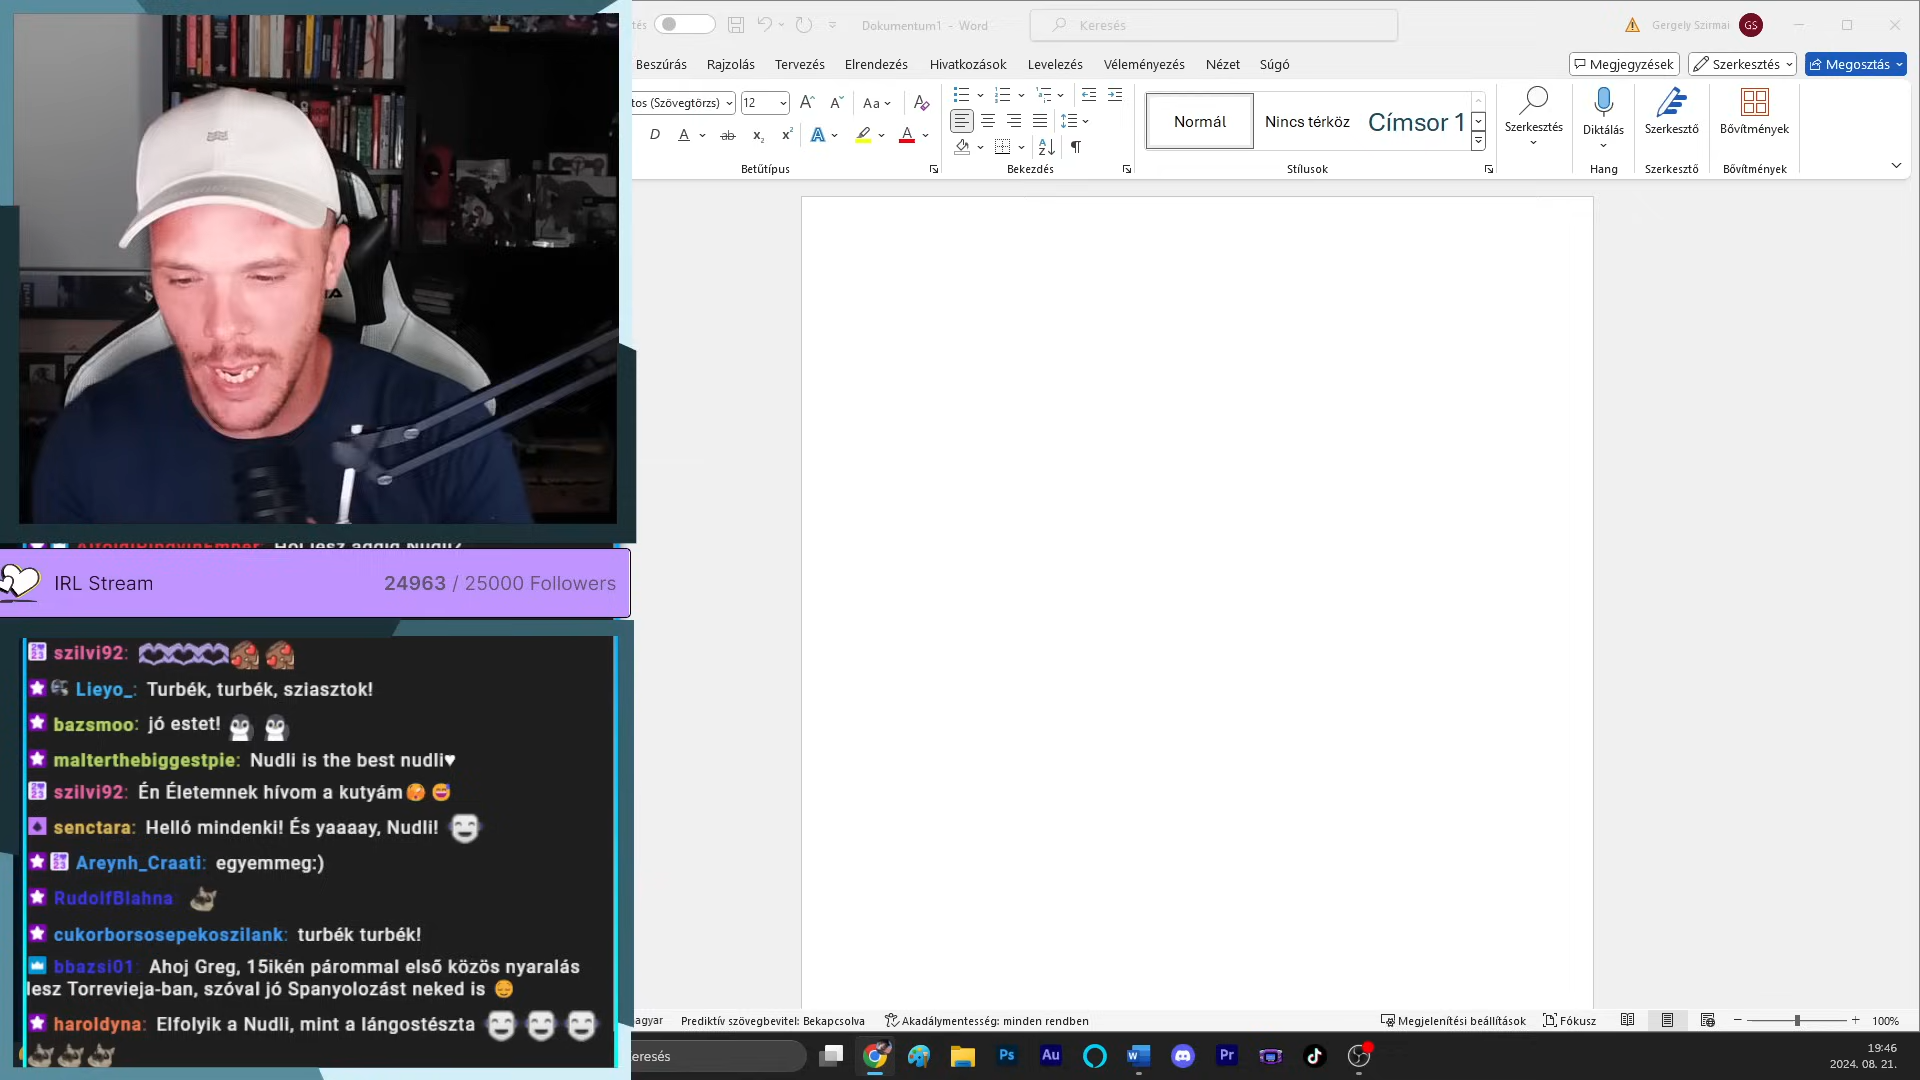 Dokumentum1 - Word
Keresés
Gergely Szirmai
GS
Beszúrás Rajzolás Tervezés Elrendezés Hivatkozások Levelezés Véleményezés Nézet Súgó
Megjegyzések
Szerkesztés
Megosztás
(Szövegtörzs)
12
Aa
Normál
Nincs térköz
Címsor 1
Szerkesztés
Diktálás
Szerkesztő
Bővítmények
Betűtípus
Bekezdés
Stílusok
Hang
Szerkesztő
Bővítmények
IRL Stream
24963 / 25000 Followers
szilvi92:
Lieyo_: Turbék, turbék, sziasztok!
bazsmoo: jó estet!
malterthebiggestpie: Nudli is the best nudli♥
szilvi92: Én Életemnek hívom a kutyám
senctara: Helló mindenki! És yaaaay, Nudli!
Areynh_Craati: egyemmeg:)
RudolfBlahna
cukorborsosepekoszilank: turbék turbék!
bbazsi01: Ahoj Greg, 15ikén párommal első közös nyaralás
lesz Torrevieja-ban, szóval jó Spanyolozást neked is
haroldyna: Elfolyik a Nudli, mint a lángostészta
Prediktív szövegbevitel: Bekapcsolva
Akadálymentesség: minden rendben
Megjelenítési beállítások
Fókusz
100%
Ps
Au
Pr
19:46
2024. 08. 21.